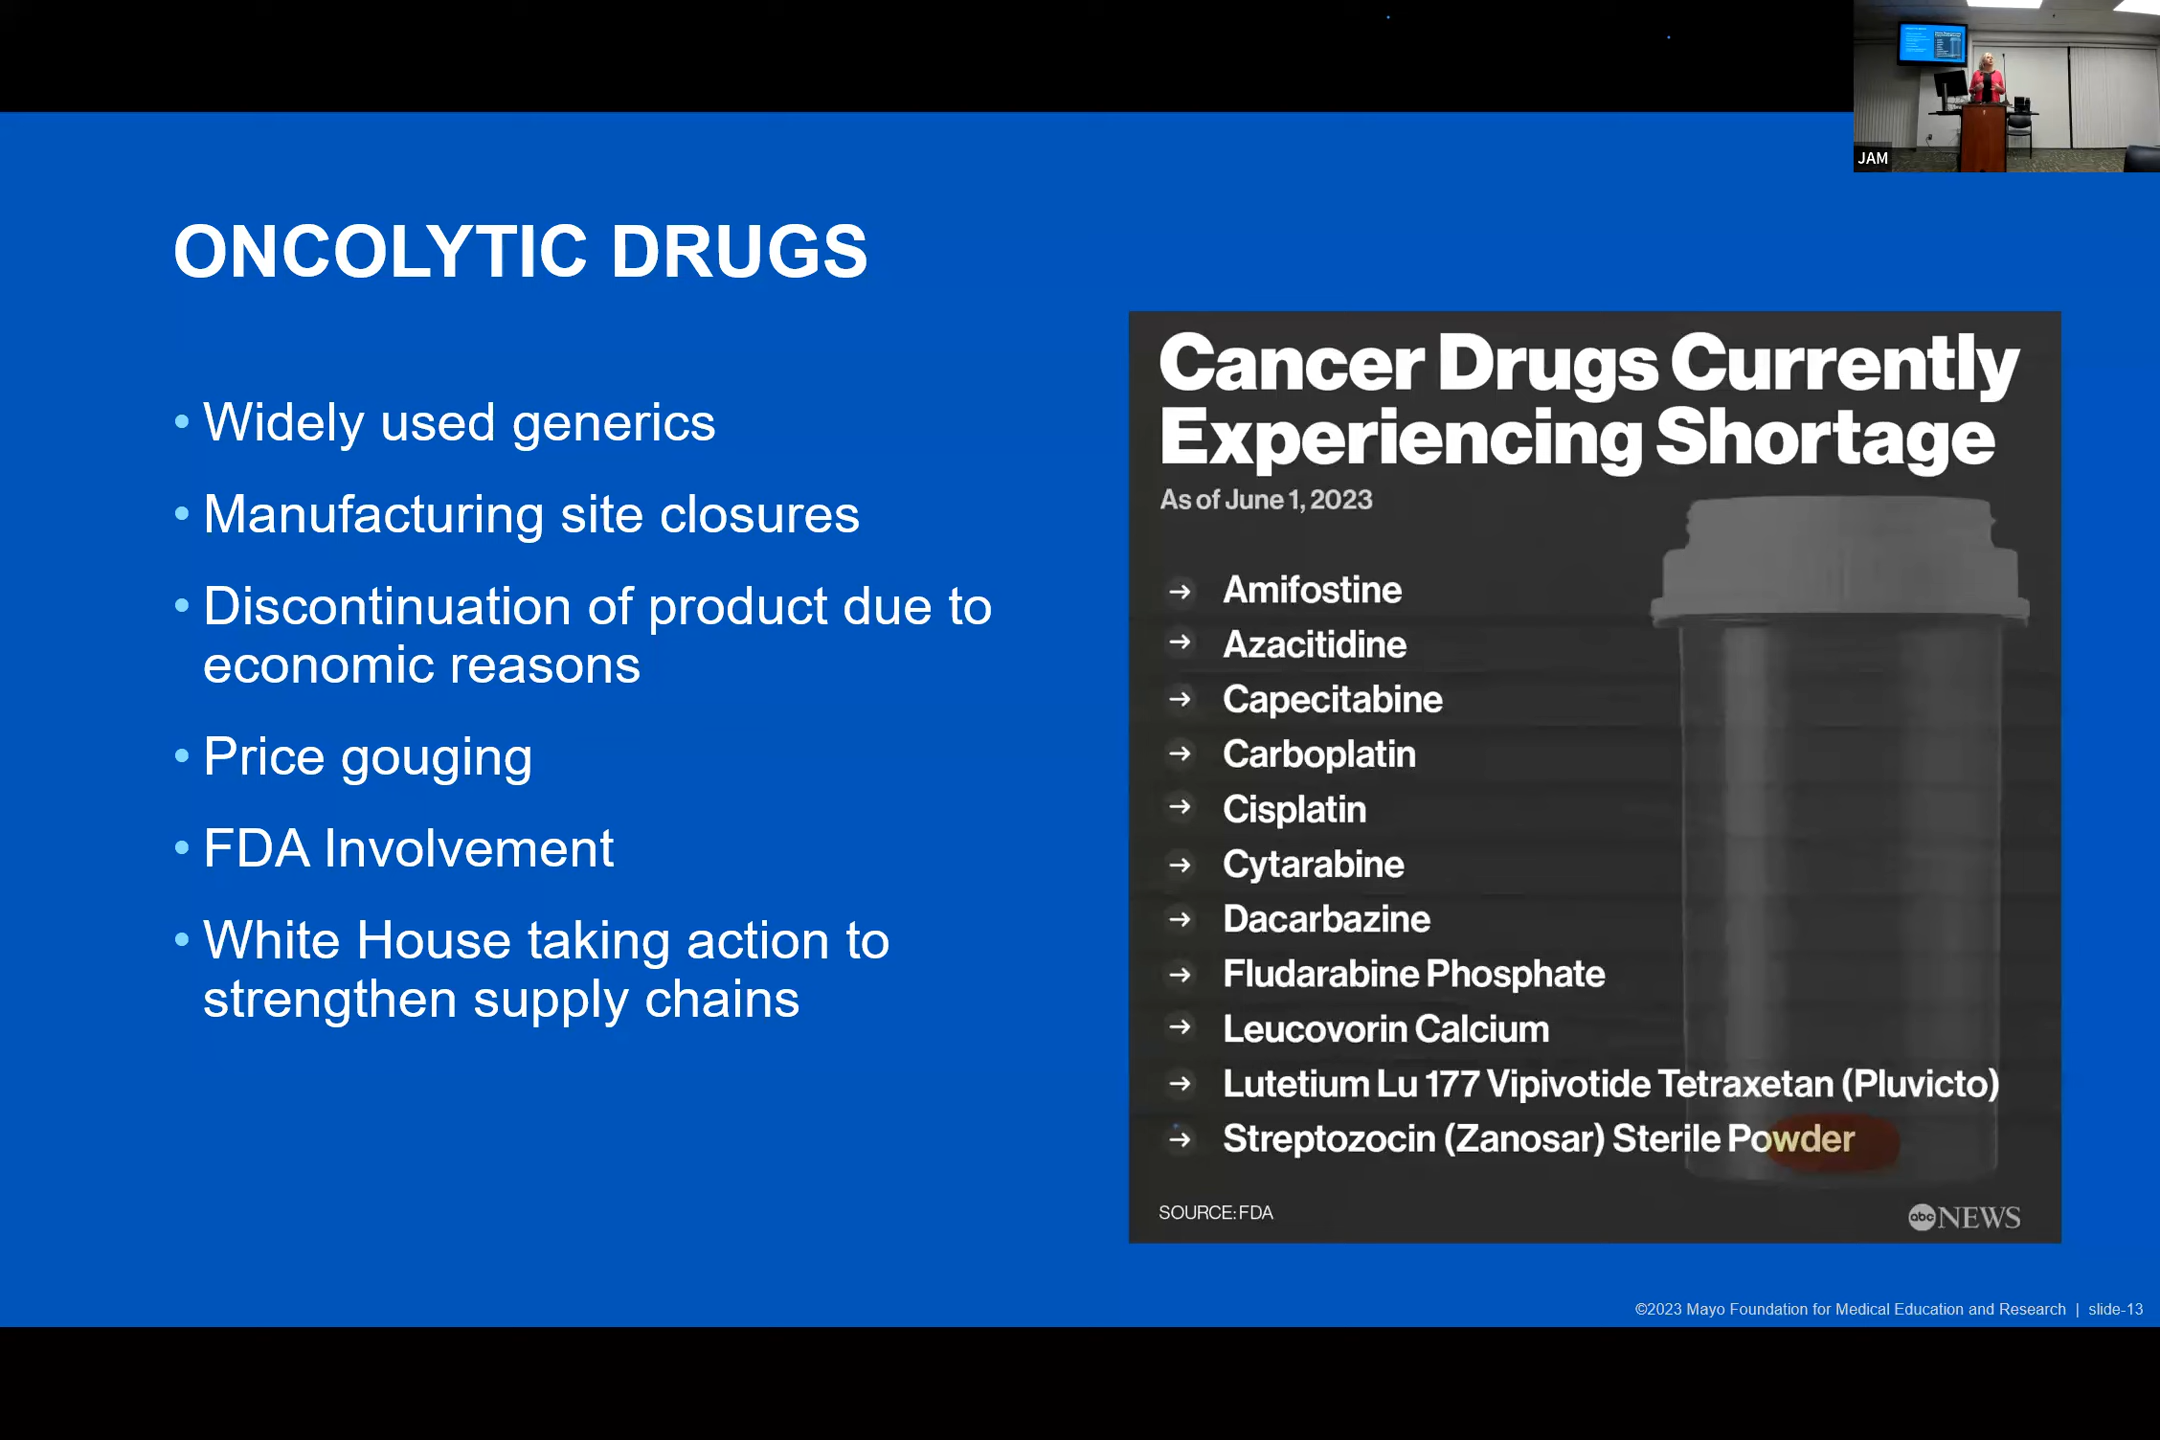 JAM
ONCOLYTIC DRUGS
• Widely used generics
• Manufacturing site closures
• Discontinuation of product due to
economic reasons
• Price gouging
• FDA Involvement
• White House taking action to
strengthen supply chains
Cancer Drugs Currently
Experiencing Shortage
As of June 1, 2023
→ Amifostine
→ Azacitidine
→ Capecitabine
→ Carboplatin
→ Cisplatin
→ Cytarabine
→ Dacarbazine
→ Fludarabine Phosphate
→ Leucovorin Calcium
→ Lutetium Lu 177 Vipivotide Tetraxetan (Pluvicto)
→ Streptozocin (Zanosar) Sterile Powder
SOURCE: FDA
abc NEWS
©2023 Mayo Foundation for Medical Education and Research | slide-13